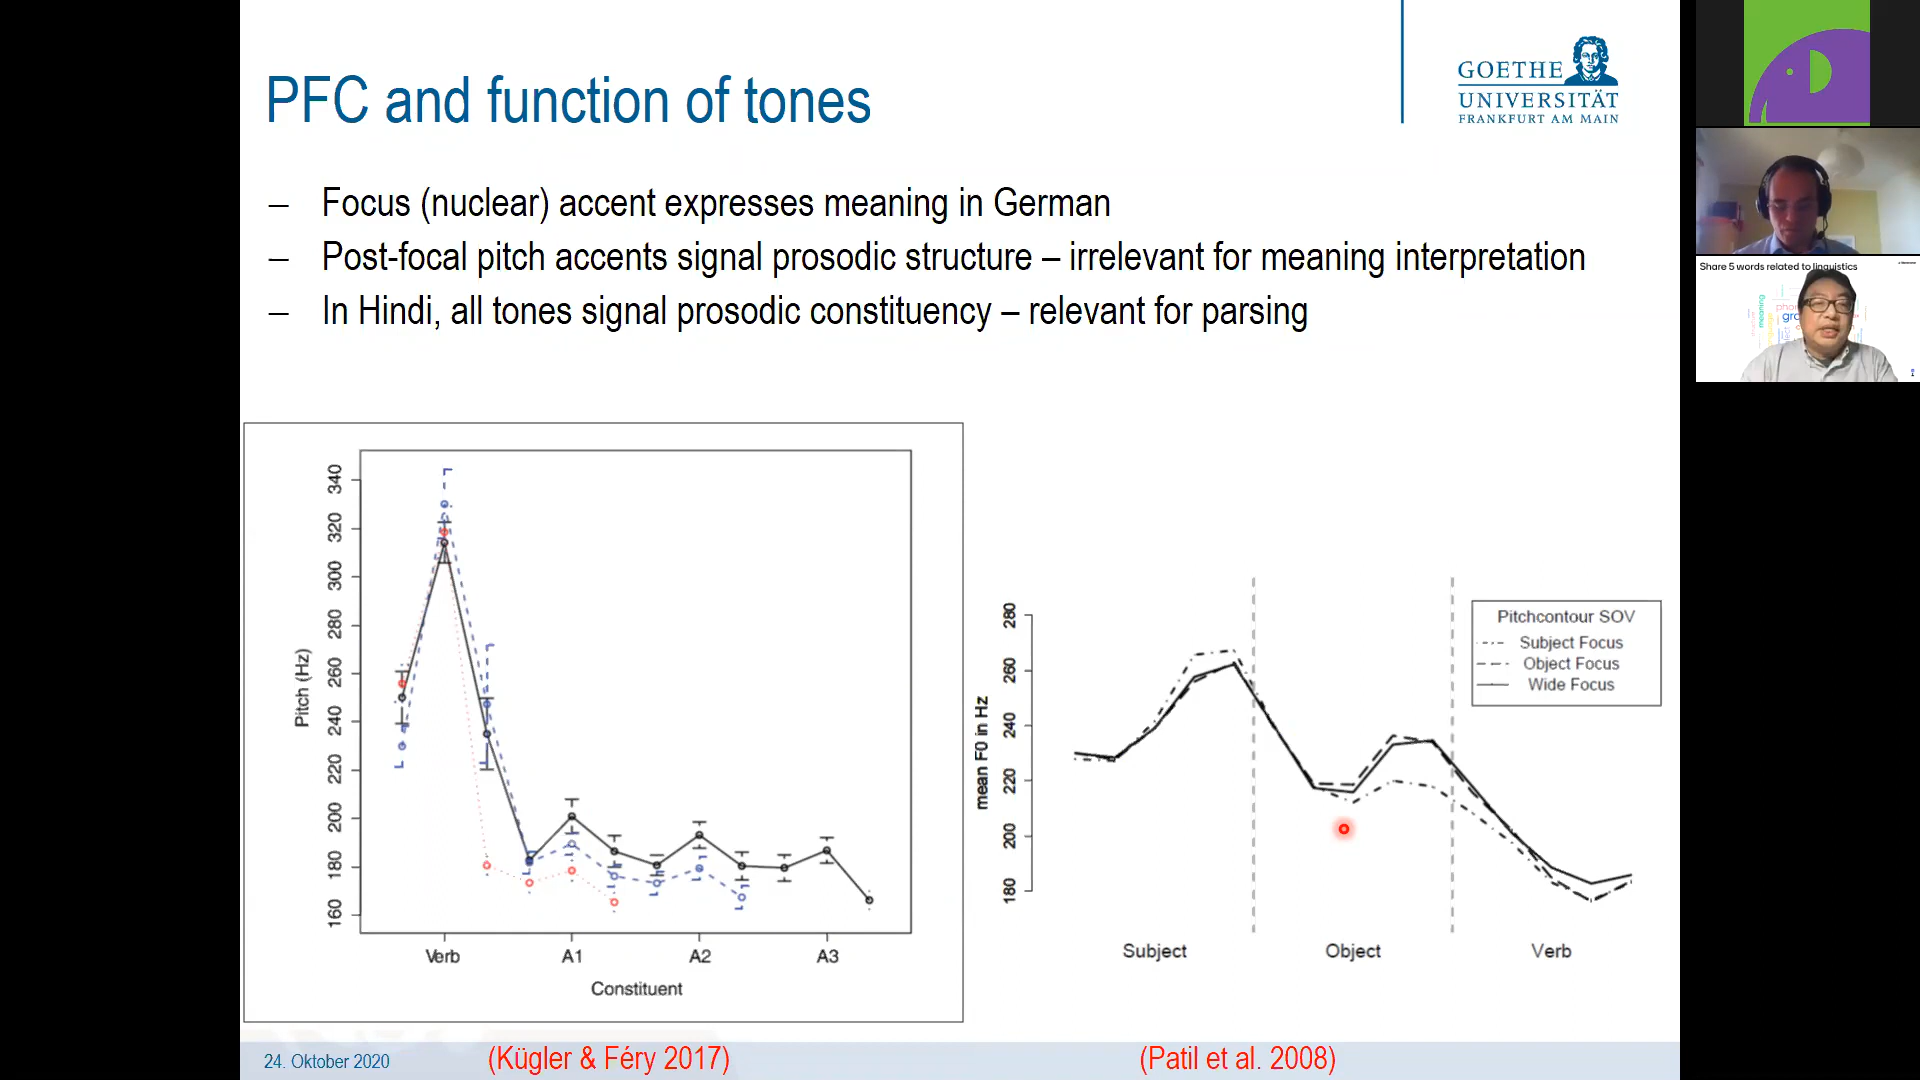 PFC and function of tones
GOETHE
UNIVERSITÄT
FRANKFURT AM MAIN
– Focus (nuclear) accent expresses meaning in German
– Post-focal pitch accents signal prosodic structure – irrelevant for meaning interpretation
– In Hindi, all tones signal prosodic constituency – relevant for parsing
Pitch (Hz)
340
320
300
280
260
240
220
200
180
160
Verb A1 A2 A3
Constituent
mean F0 in Hz
280
260
240
220
200
180
Pitchcontour SOV
Subject Focus
Object Focus
Wide Focus
Subject Object Verb
24. Oktober 2020
(Kügler & Féry 2017)
(Patil et al. 2008)
Share 5 words related to linguistics
meaning